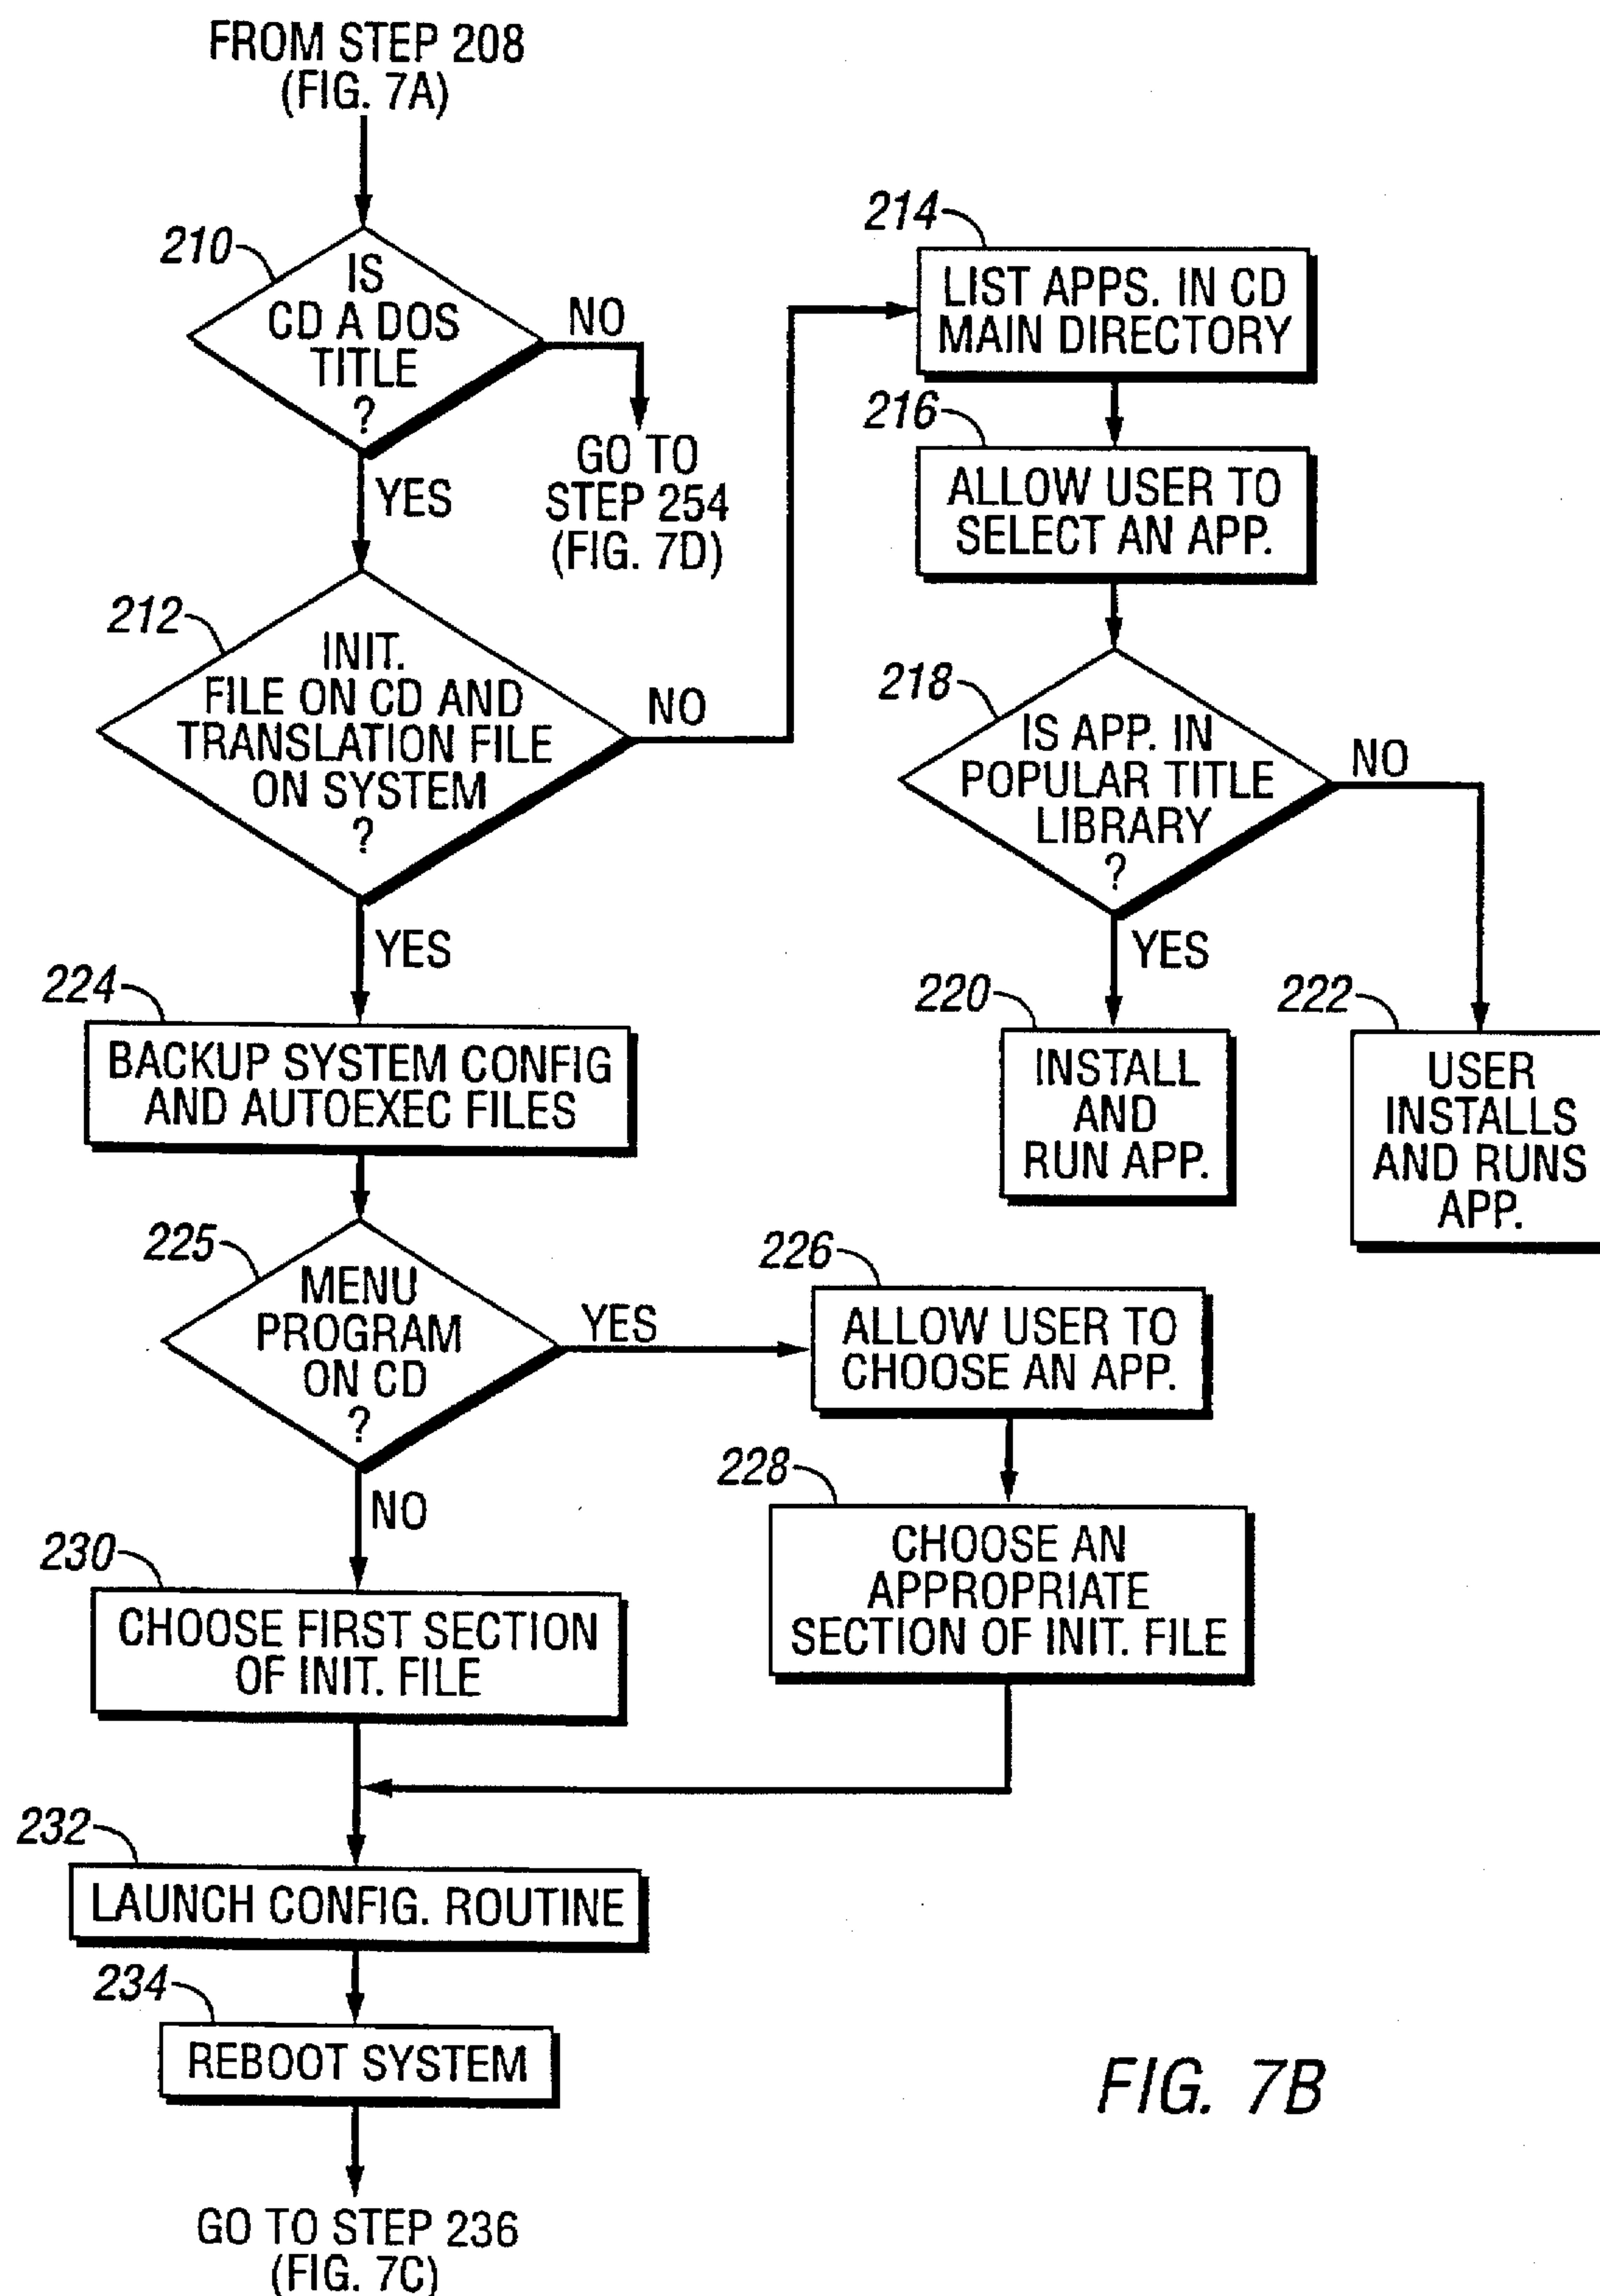 FROM STEP 208
(FIG. 7A)
210
IS
CD A DOS
TITLE
?
NO
GO TO
STEP 254
(FIG. 7D)
YES
212
INIT.
FILE ON CD AND
TRANSLATION FILE
ON SYSTEM
?
NO
YES
214
LIST APPS. IN CD
MAIN DIRECTORY
216
ALLOW USER TO
SELECT AN APP.
218
IS APP. IN
POPULAR TITLE
LIBRARY
?
NO
YES
220
INSTALL
AND
RUN APP.
222
USER
INSTALLS
AND RUNS
APP.
224
BACKUP SYSTEM CONFIG
AND AUTOEXEC FILES
225
MENU
PROGRAM
ON CD
?
YES
NO
226
ALLOW USER TO
CHOOSE AN APP.
228
CHOOSE AN
APPROPRIATE
SECTION OF INIT. FILE
230
CHOOSE FIRST SECTION
OF INIT. FILE
232
LAUNCH CONFIG. ROUTINE
234
REBOOT SYSTEM
GO TO STEP 236
(FIG. 7C)
FIG. 7B